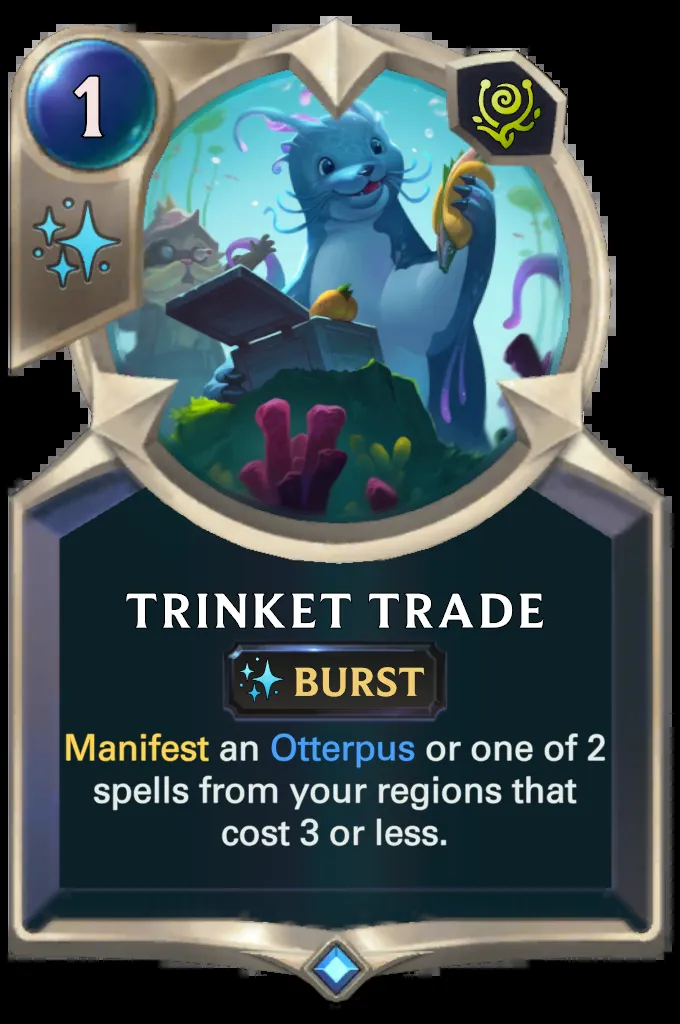 1
TRINKET TRADE
BURST
Manifest an Otterpus or one of 2
spells from your regions that
cost 3 or less.